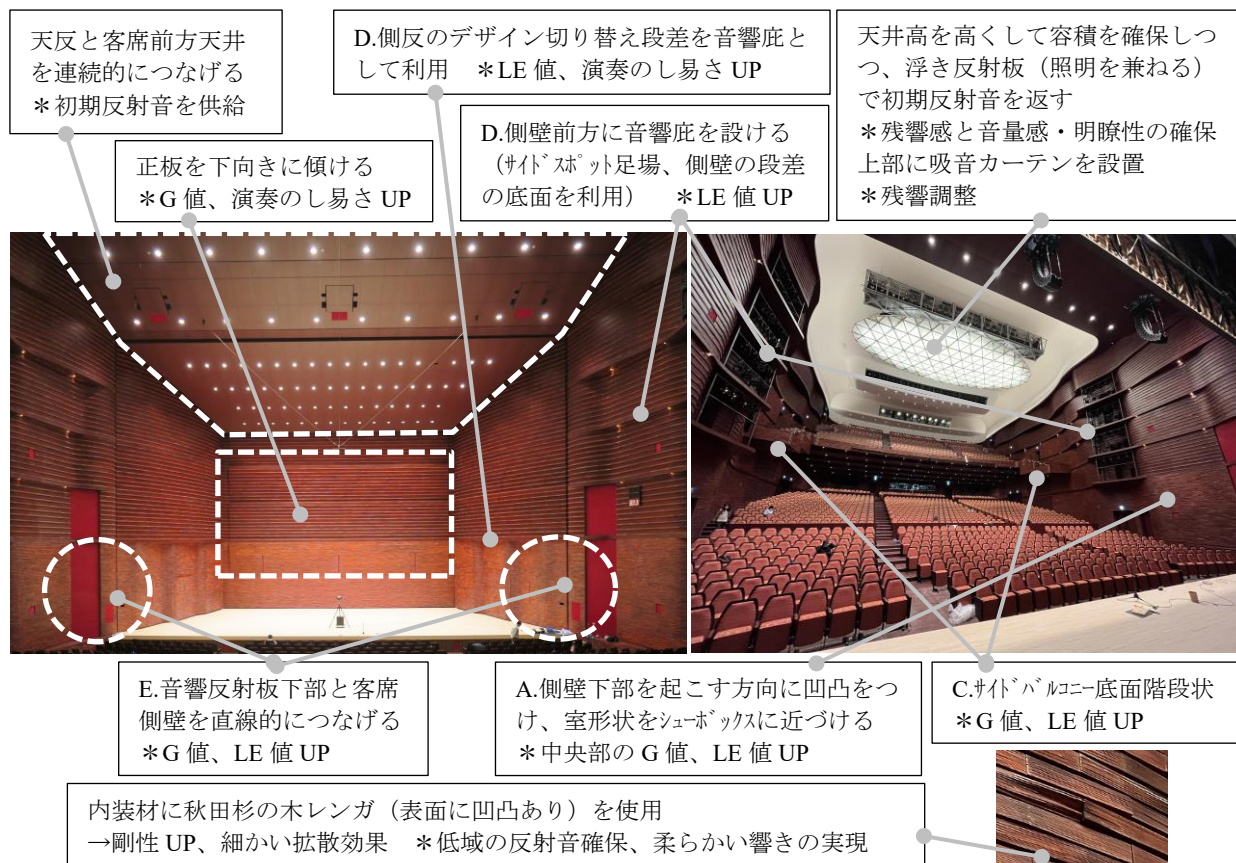 天反と客席前方天井
を連続的につなげる
＊初期反射音を供給
D.側反のデザイン切り替え段差を音響庇と
して利用　＊LE 値、演奏のし易さ UP
天井高を高くして容積を確保しつ
つ、浮き反射板（照明を兼ねる）
で初期反射音を返す
＊残響感と音量感・明瞭性の確保
上部に吸音カーテンを設置
＊残響調整
正板を下向きに傾ける
＊G 値、演奏のし易さ UP
D.側壁前方に音響庇を設ける
（ｻｲﾄﾞｽﾎﾟｯﾄ足場、側壁の段差
の底面を利用）　＊LE 値 UP
E.音響反射板下部と客席
側壁を直線的につなげる
＊G 値、LE 値 UP
A.側壁下部を起こす方向に凹凸をつ
け、室形状をｼｭｰﾎﾞｯｸｽに近づける
＊中央部の G 値、LE 値 UP
C.ｻｲﾄﾞﾊﾞﾙｺﾆｰ底面階段状
＊G 値、LE 値 UP
内装材に秋田杉の木レンガ（表面に凹凸あり）を使用
→剛性 UP、細かい拡散効果　＊低域の反射音確保、柔らかい響きの実現